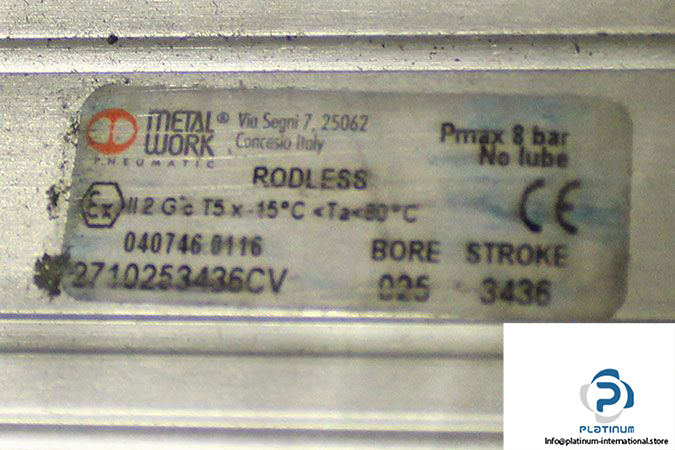 METAL® WORK
PNEUMATIC
Via Segni 7, 25062
Concesio Italy
Pmax 8 bar
No lube
RODLESS
Ex II 2 G c T5 x -15°C <Ta<80°C
CE
040746 0116
BORE STROKE
2710253436CV
025 3436
PLATINUM
Info@platinum-international.store